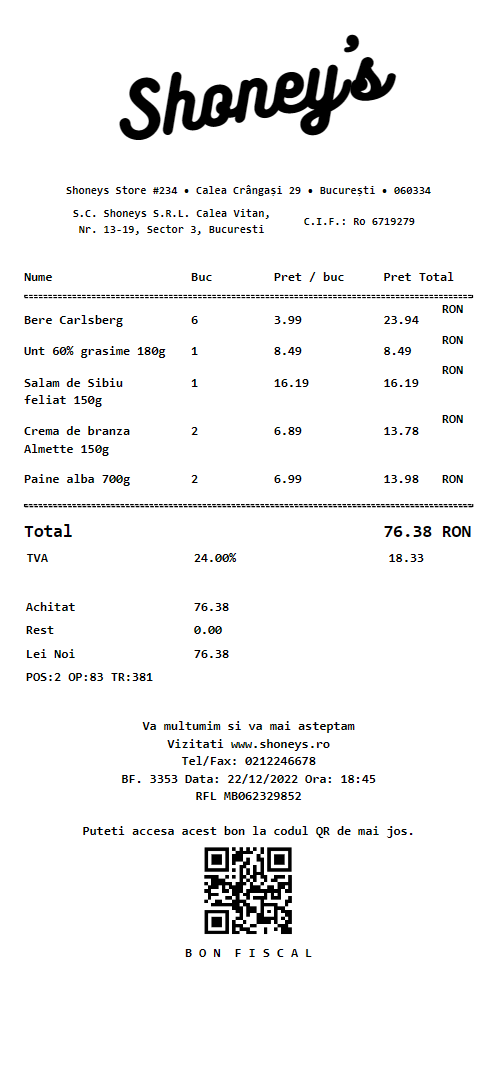 Shoney's
Shoneys Store #234 • Calea Crângași 29 • București • 060334
S.C. Shoneys S.R.L. Calea Vitan,
Nr. 13-19, Sector 3, Bucuresti
C.I.F.: Ro 6719279
Nume Buc Pret / buc Pret Total
Bere Carlsberg 6 3.99 23.94 RON
Unt 60% grasime 180g 1 8.49 8.49 RON
Salam de Sibiu 1 16.19 16.19 RON
feliat 150g
Crema de branza 2 6.89 13.78 RON
Almette 150g
Paine alba 700g 2 6.99 13.98 RON
Total 76.38 RON
TVA 24.00% 18.33
Achitat 76.38
Rest 0.00
Lei Noi 76.38
POS:2 OP:83 TR:381
Va multumim si va mai asteptam
Vizitati www.shoneys.ro
Tel/Fax: 0212246678
BF. 3353 Data: 22/12/2022 Ora: 18:45
RFL MB062329852
Puteti accesa acest bon la codul QR de mai jos.
BON FISCAL